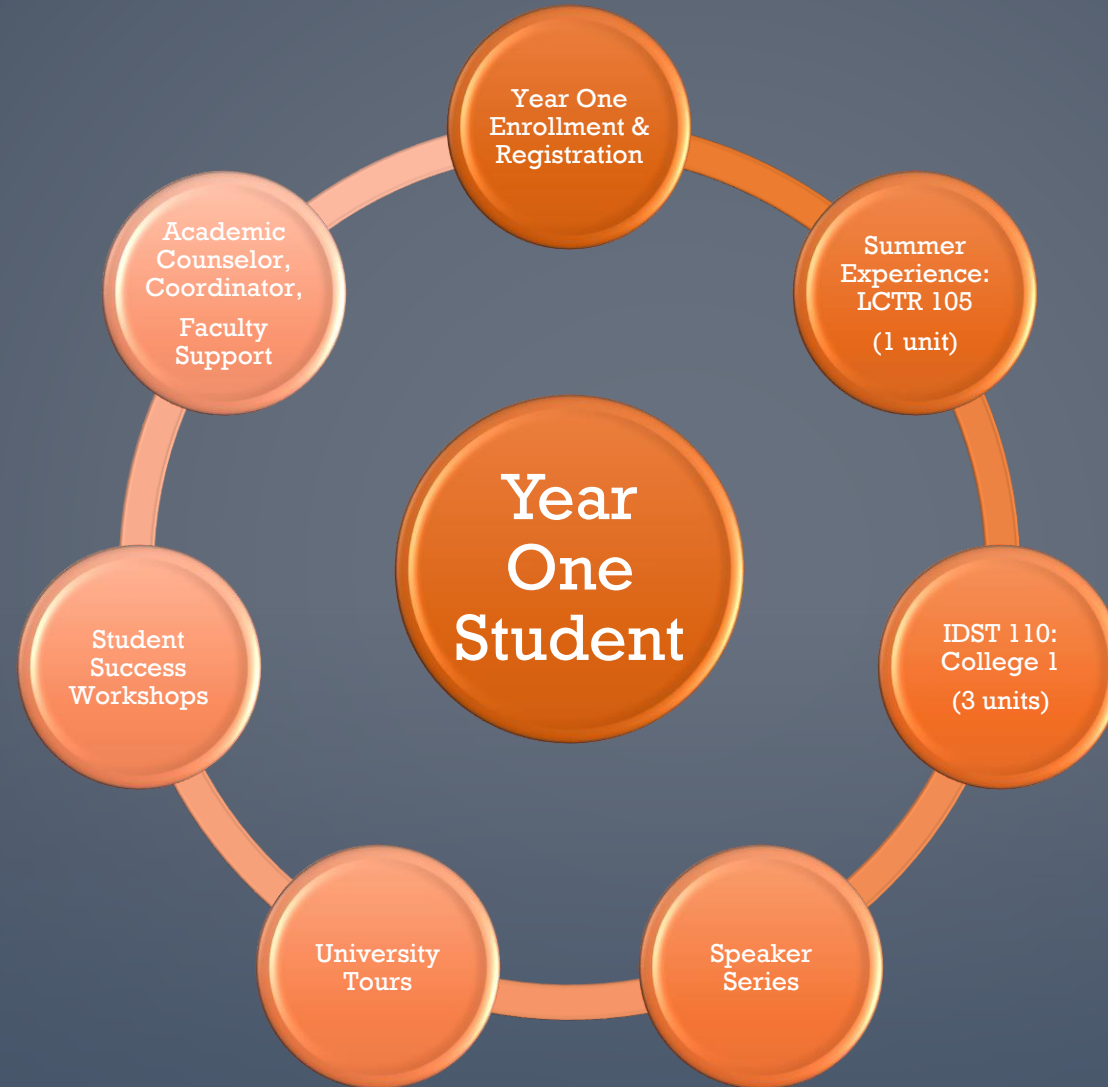 Year One
Enrollment &
Registration
Summer
Experience:
LCTR 105
(1 unit)
IDST 110:
College 1
(3 units)
Speaker
Series
University
Tours
Student
Success
Workshops
Academic
Counselor,
Coordinator,
Faculty
Support
Year
One
Student